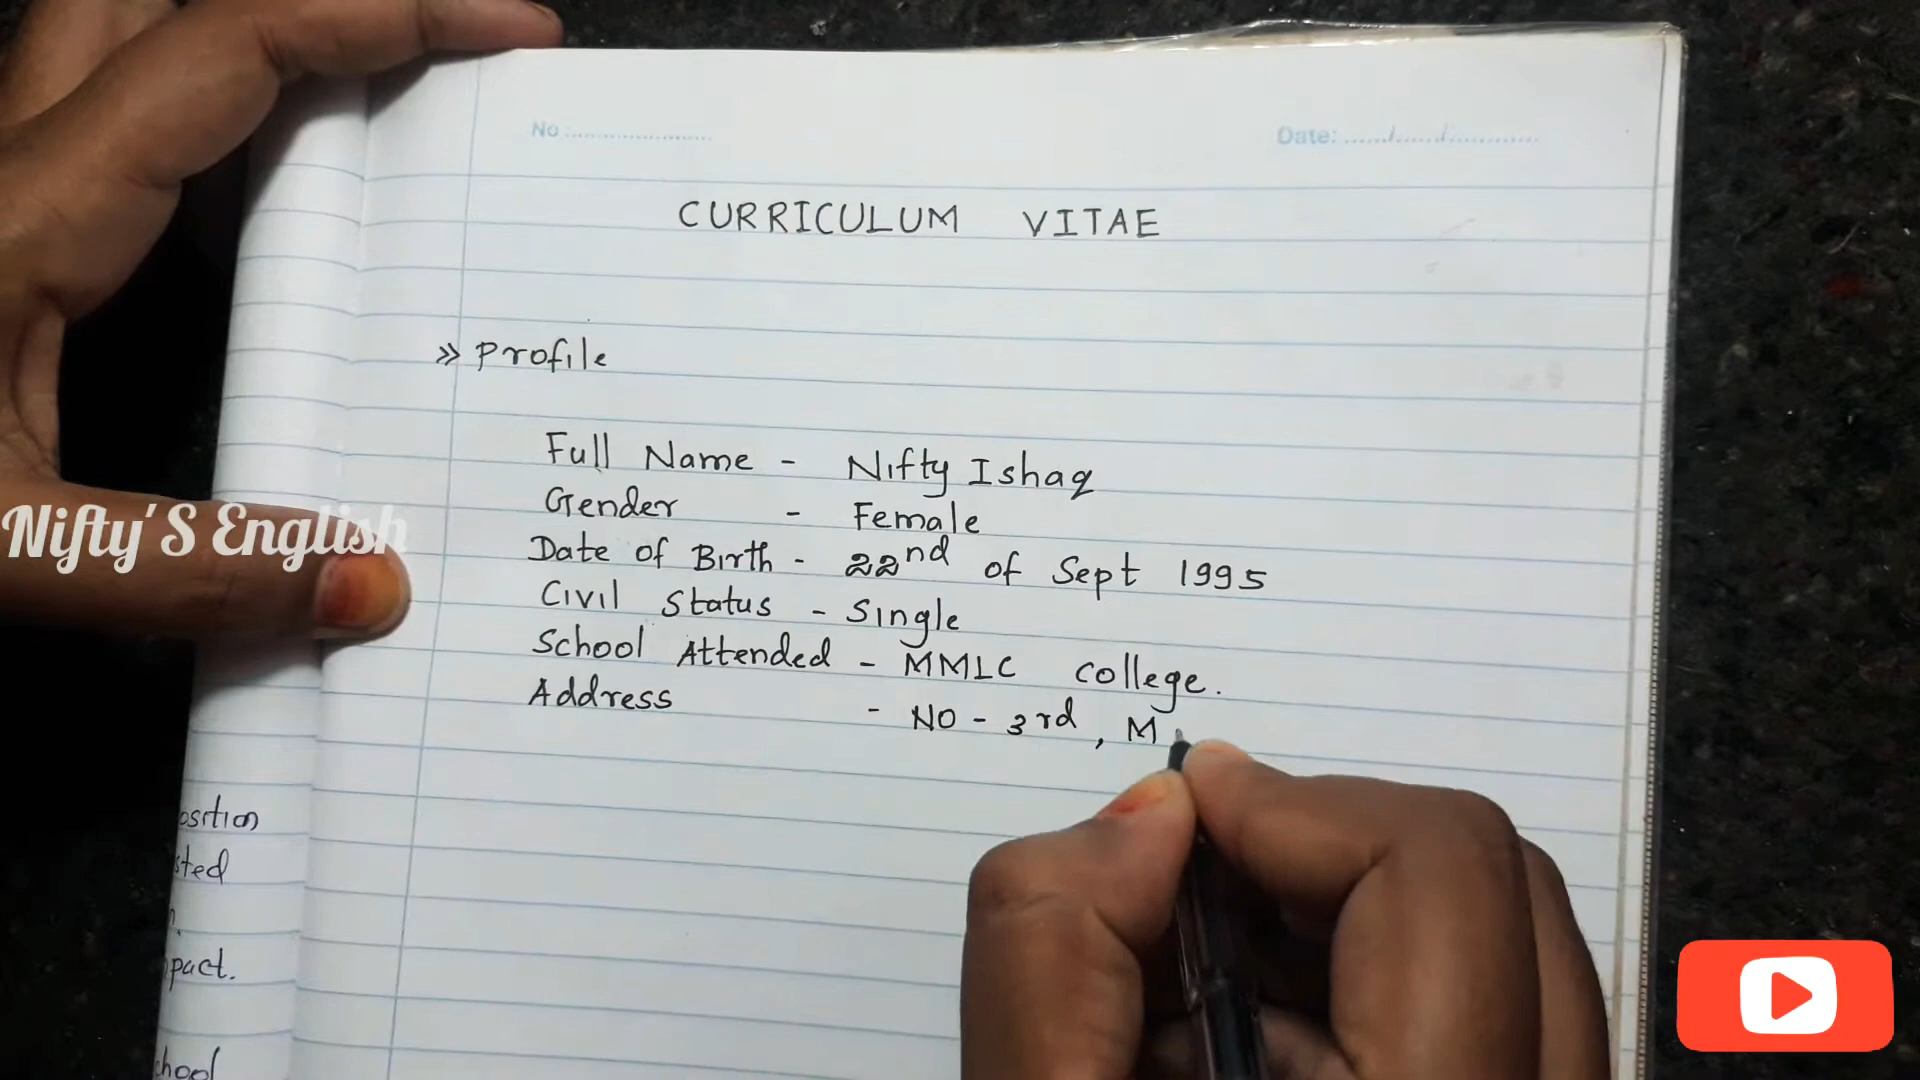 No :....................
Date: ....../....../............
CURRICULUM VITAE
» Profile
Full Name - Nifty Ishaq
Gender - Female
Date of Birth - 22nd of Sept 1995
Civil Status - Single
School Attended - MMLC College.
Address - NO - 3rd , M
Nifty'S English
osition
sted
n.
pact.
chool